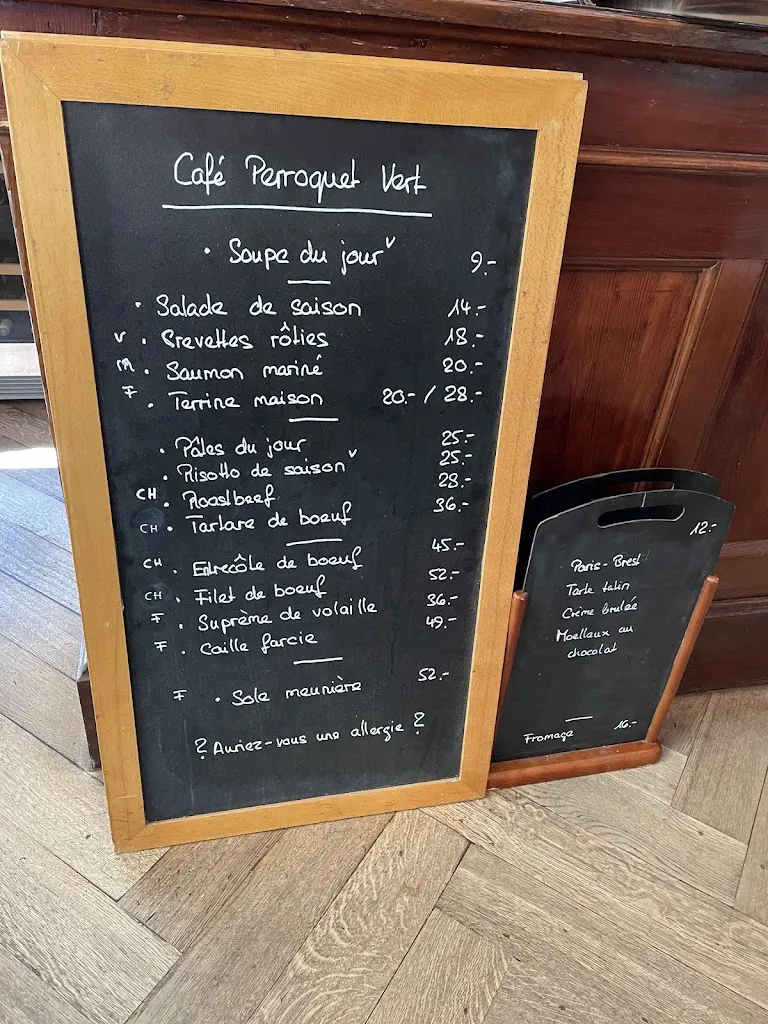 Café Perroquet Vert
• Soupe du jour v 9.-
• Salade de saison 14.-
V • Crevettes rôties 18.-
• Saumon mariné 20.-
F • Terrine maison 20.- / 28.-
• Pâtes du jour 25.-
• Risotto de saison v 25.-
CH • Roastbeef 28.-
CH • Tartare de boeuf 36.-
CH • Entrecôte de boeuf 45.-
CH • Filet de boeuf 52.-
F • Suprème de volaille 36.-
F • Caille farcie 49.-
F • Sole meunière 52.-
? Auriez-vous une allergie ?
12.-
Paris-Brest
Tarte tatin
Crème brulée
Moelleux au
chocolat
Fromage 16.-